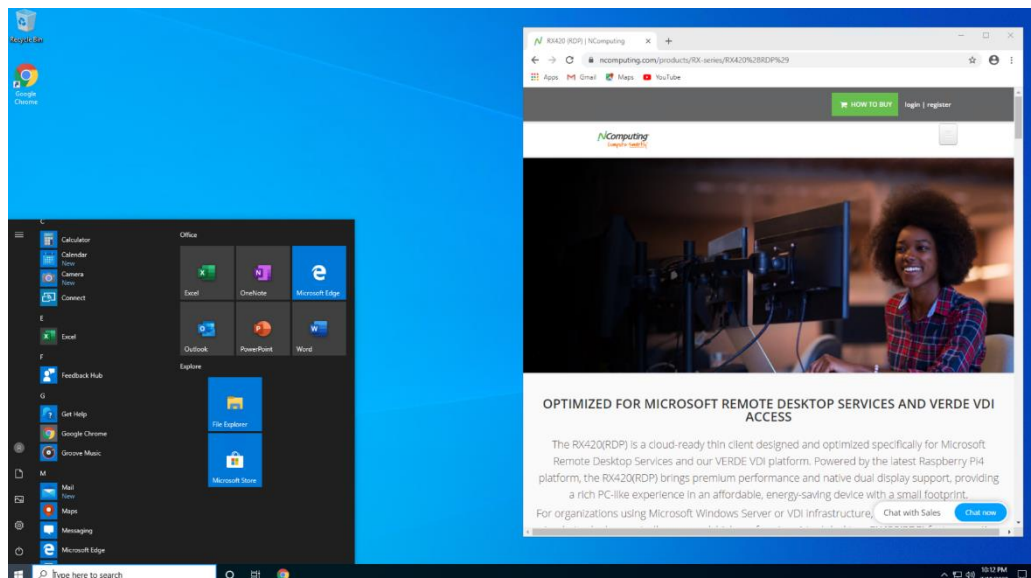 Recycle Bin
Google
Chrome
C
Calculator
Calendar
New
Camera
New
Connect
E
Excel
F
Feedback Hub
G
Get Help
Google Chrome
Groove Music
M
Mail
New
Maps
Messaging
Microsoft Edge
Office
Excel
OneNote
Microsoft Edge
Outlook
PowerPoint
Word
Explore
File Explorer
Microsoft Store
Type here to search
RX420 (RDP) | NComputing
ncomputing.com/products/RX-series/RX420%28RDP%29
Apps Gmail Maps YouTube
HOW TO BUY login | register
NComputing
OPTIMIZED FOR MICROSOFT REMOTE DESKTOP SERVICES AND VERDE VDI
ACCESS
The RX420(RDP) is a cloud-ready thin client designed and optimized specifically for Microsoft
Remote Desktop Services and our VERDE VDI platform. Powered by the latest Raspberry Pi4
platform, the RX420(RDP) brings premium performance and native dual display support, providing
a rich PC-like experience in an affordable, energy-saving device with a small footprint.
For organizations using Microsoft Windows Server or VDI infrastructure,
Chat with Sales Chat now
10:12 PM